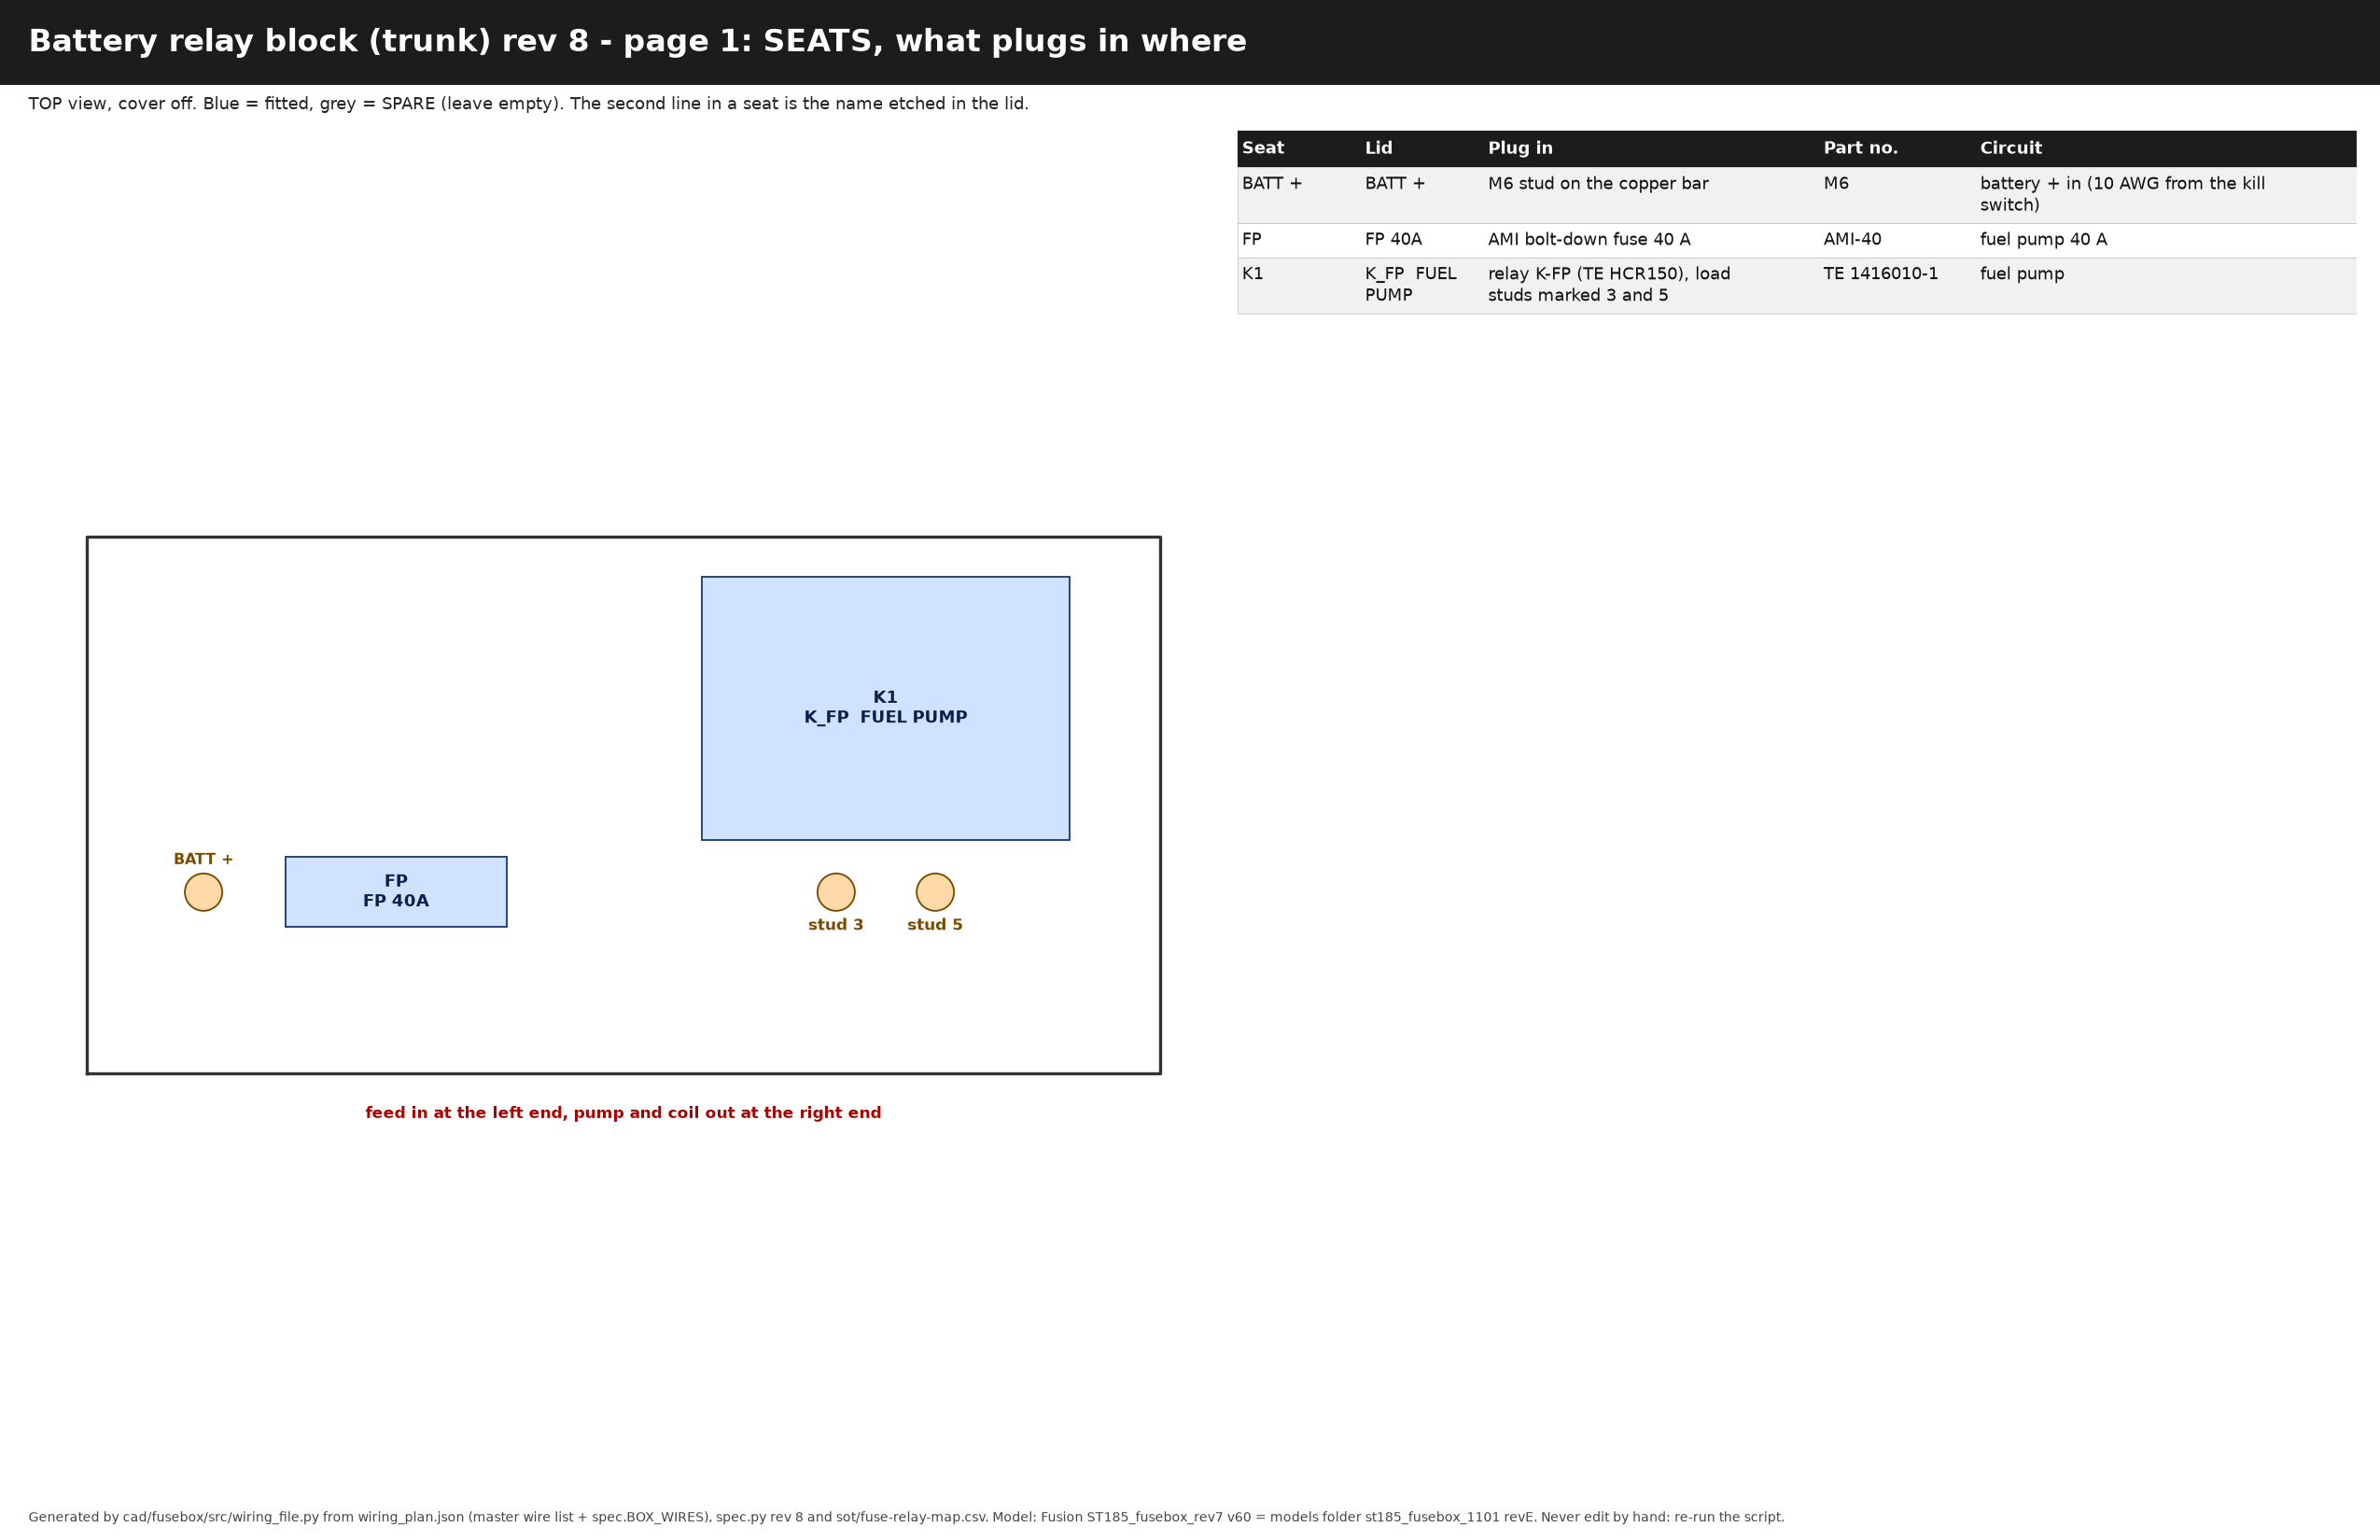 Battery relay block (trunk) rev 8 - page 1: SEATS, what plugs in where
TOP view, cover off. Blue = fitted, grey = SPARE (leave empty). The second line in a seat is the name etched in the lid.
Seat Lid Plug in Part no. Circuit
BATT + BATT + M6 stud on the copper bar M6 battery + in (10 AWG from the kill
switch)
FP FP 40A AMI bolt-down fuse 40 A AMI-40 fuel pump 40 A
K1 K_FP  FUEL relay K-FP (TE HCR150), load TE 1416010-1 fuel pump
PUMP studs marked 3 and 5
K1
K_FP  FUEL PUMP
BATT +
FP
FP 40A
stud 3 stud 5
feed in at the left end, pump and coil out at the right end
Generated by cad/fusebox/src/wiring_file.py from wiring_plan.json (master wire list + spec.BOX_WIRES), spec.py rev 8 and sot/fuse-relay-map.csv. Model: Fusion ST185_fusebox_rev7 v60 = models folder st185_fusebox_1101 revE. Never edit by hand: re-run the script.